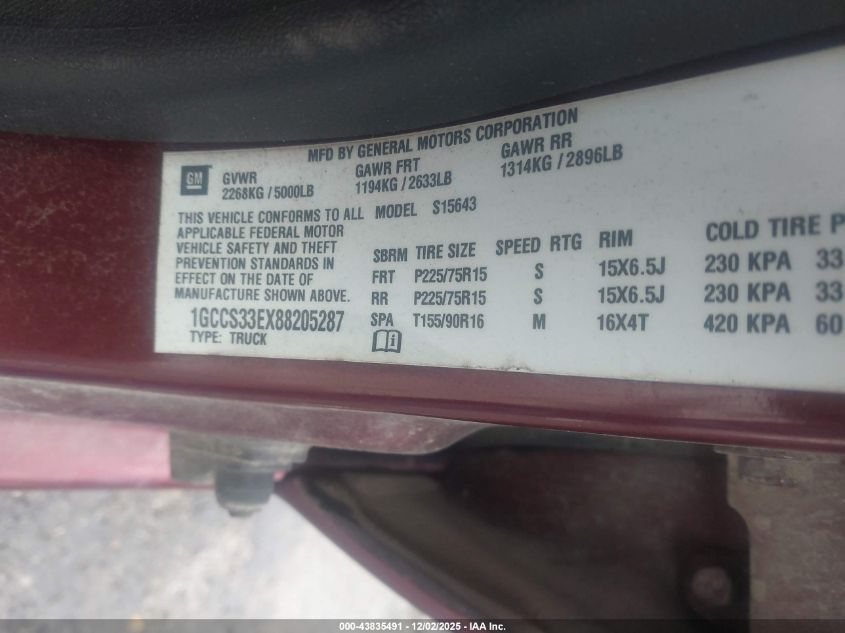 MFD BY GENERAL MOTORS CORPORATION
GM GVWR GAWR FRT GAWR RR
2268KG / 5000LB 1194KG / 2633LB 1314KG / 2896LB
THIS VEHICLE CONFORMS TO ALL MODEL S15643
APPLICABLE FEDERAL MOTOR
VEHICLE SAFETY AND THEFT
PREVENTION STANDARDS IN
EFFECT ON THE DATE OF
MANUFACTURE SHOWN ABOVE.
1GCCS33EX88205287
TYPE: TRUCK
SBRM TIRE SIZE SPEED RTG RIM COLD TIRE P
FRT P225/75R15 S 15X6.5J 230 KPA 33
RR P225/75R15 S 15X6.5J 230 KPA 33
SPA T155/90R16 M 16X4T 420 KPA 60
000-43835491 - 12/02/2025 - IAA Inc.